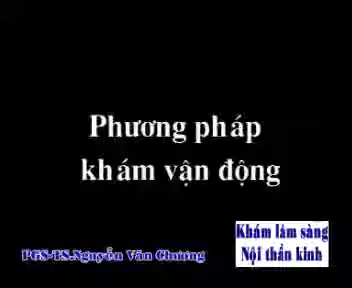 Phương pháp
khám vận động
Khám lâm sàng
Nội thần kinh
PGS-TS.Nguyễn Văn Chương